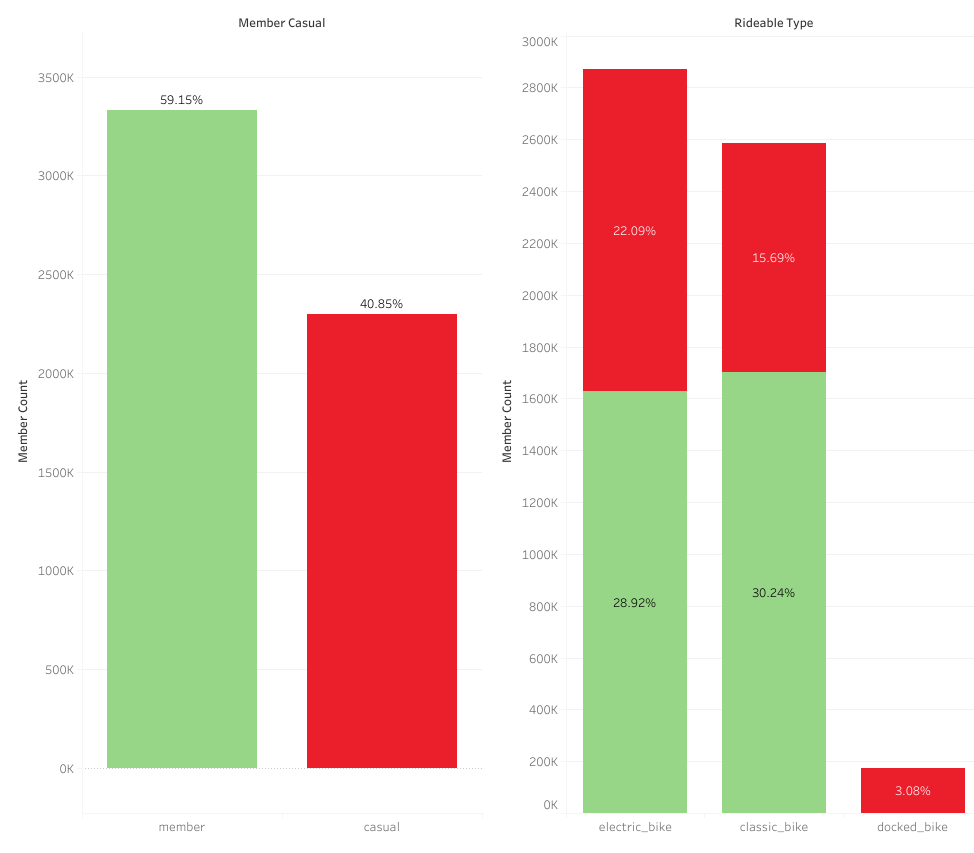 Member Casual
Member Count
3500K
3000K
2500K
2000K
1500K
1000K
500K
0K
59.15%
40.85%
member
casual
Rideable Type
Member Count
3000K
2800K
2600K
2400K
2200K
2000K
1800K
1600K
1400K
1200K
1000K
800K
600K
400K
200K
0K
22.09%
15.69%
28.92%
30.24%
3.08%
electric_bike
classic_bike
docked_bike